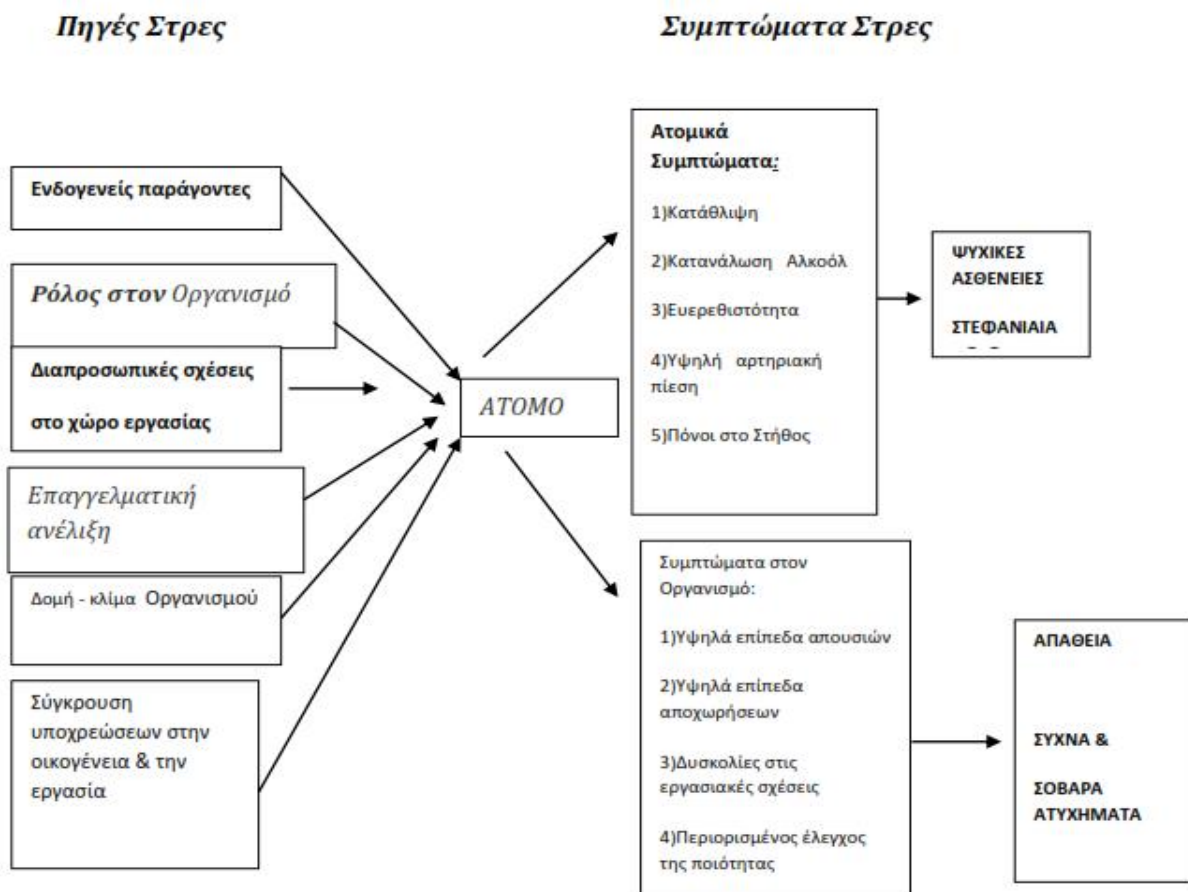 Πηγές Στρες
Συμπτώματα Στρες
Ενδογενείς παράγοντες
Ρόλος στον Οργανισμό
Διαπροσωπικές σχέσεις
στο χώρο εργασίας
Επαγγελματική
ανέλιξη
Δομή - κλίμα Οργανισμού
Σύγκρουση
υποχρεώσεων στην
οικογένεια & την
εργασία
ΑΤΟΜΟ
Ατομικά
Συμπτώματα:
1)Κατάθλιψη
2)Κατανάλωση Αλκοόλ
3)Ευερεθιστότητα
4)Υψηλή αρτηριακή
πίεση
5)Πόνοι στο Στήθος
ΨΥΧΙΚΕΣ
ΑΣΘΕΝΕΙΕΣ
ΣΤΕΦΑΝΙΑΙΑ
Συμπτώματα στον
Οργανισμό:
1)Υψηλά επίπεδα απουσιών
2)Υψηλά επίπεδα
αποχωρήσεων
3)Δυσκολίες στις
εργασιακές σχέσεις
4)Περιορισμένος έλεγχος
της ποιότητας
ΑΠΑΘΕΙΑ
ΣΥΧΝΑ &
ΣΟΒΑΡΑ
ΑΤΥΧΗΜΑΤΑ